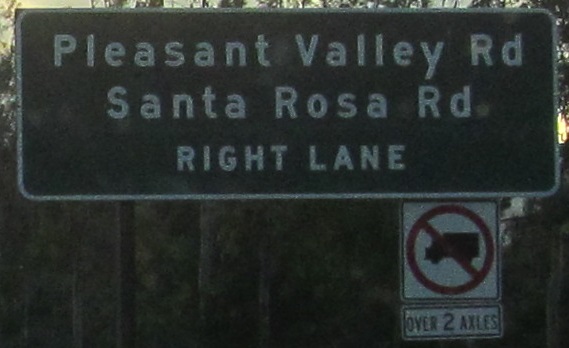 Pleasant Valley Rd
Santa Rosa Rd
RIGHT LANE
OVER 2 AXLES